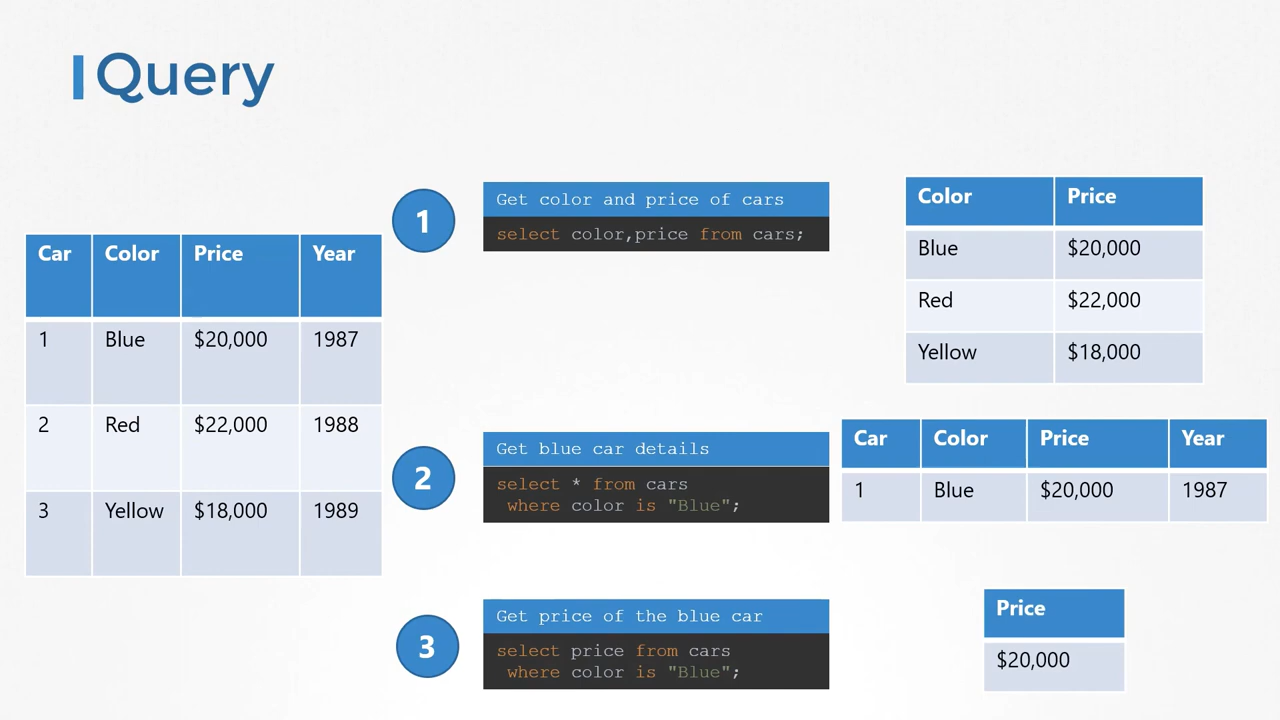 Query
Car Color Price Year
1 Blue $20,000 1987
2 Red $22,000 1988
3 Yellow $18,000 1989
1
Get color and price of cars
select color,price from cars;
Color Price
Blue $20,000
Red $22,000
Yellow $18,000
2
Get blue car details
select * from cars
where color is "Blue";
Car Color Price Year
1 Blue $20,000 1987
3
Get price of the blue car
select price from cars
where color is "Blue";
Price
$20,000